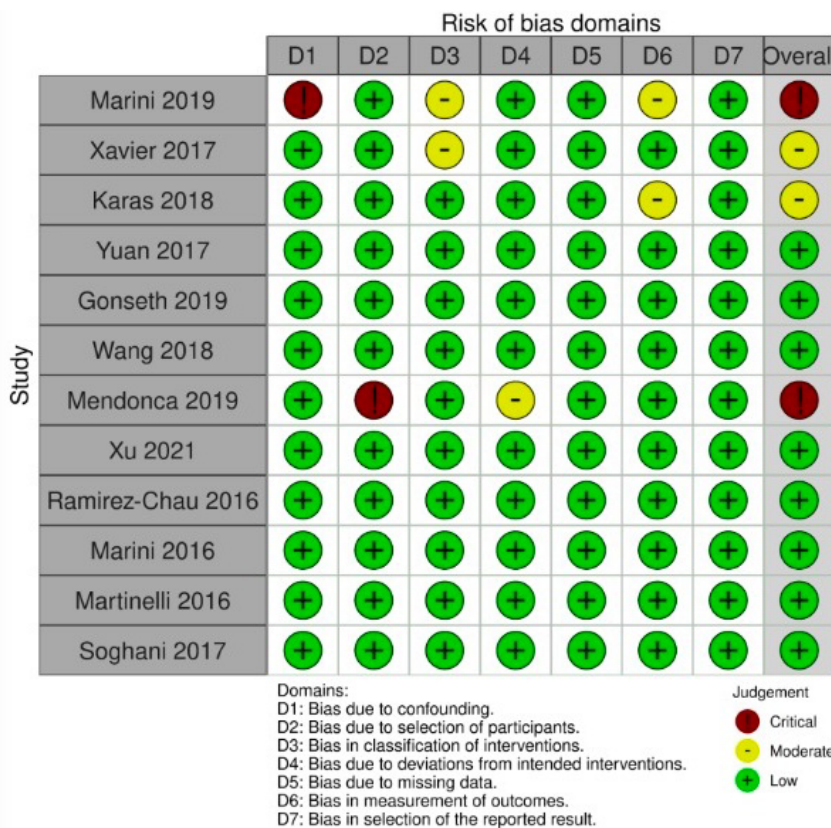 Risk of bias domains
D1 D2 D3 D4 D5 D6 D7 Overal
Study
Marini 2019 ! + - + + - + !
Xavier 2017 + + - + + + + -
Karas 2018 + + + + + - + -
Yuan 2017 + + + + + + + +
Gonseth 2019 + + + + + + + +
Wang 2018 + + + + + + + +
Mendonca 2019 + ! + - + + + !
Xu 2021 + + + + + + + +
Ramirez-Chau 2016 + + + + + + + +
Marini 2016 + + + + + + + +
Martinelli 2016 + + + + + + + +
Soghani 2017 + + + + + + + +
Domains:
D1: Bias due to confounding.
D2: Bias due to selection of participants.
D3: Bias in classification of interventions.
D4: Bias due to deviations from intended interventions.
D5: Bias due to missing data.
D6: Bias in measurement of outcomes.
D7: Bias in selection of the reported result.
Judgement
! Critical
- Moderate
+ Low